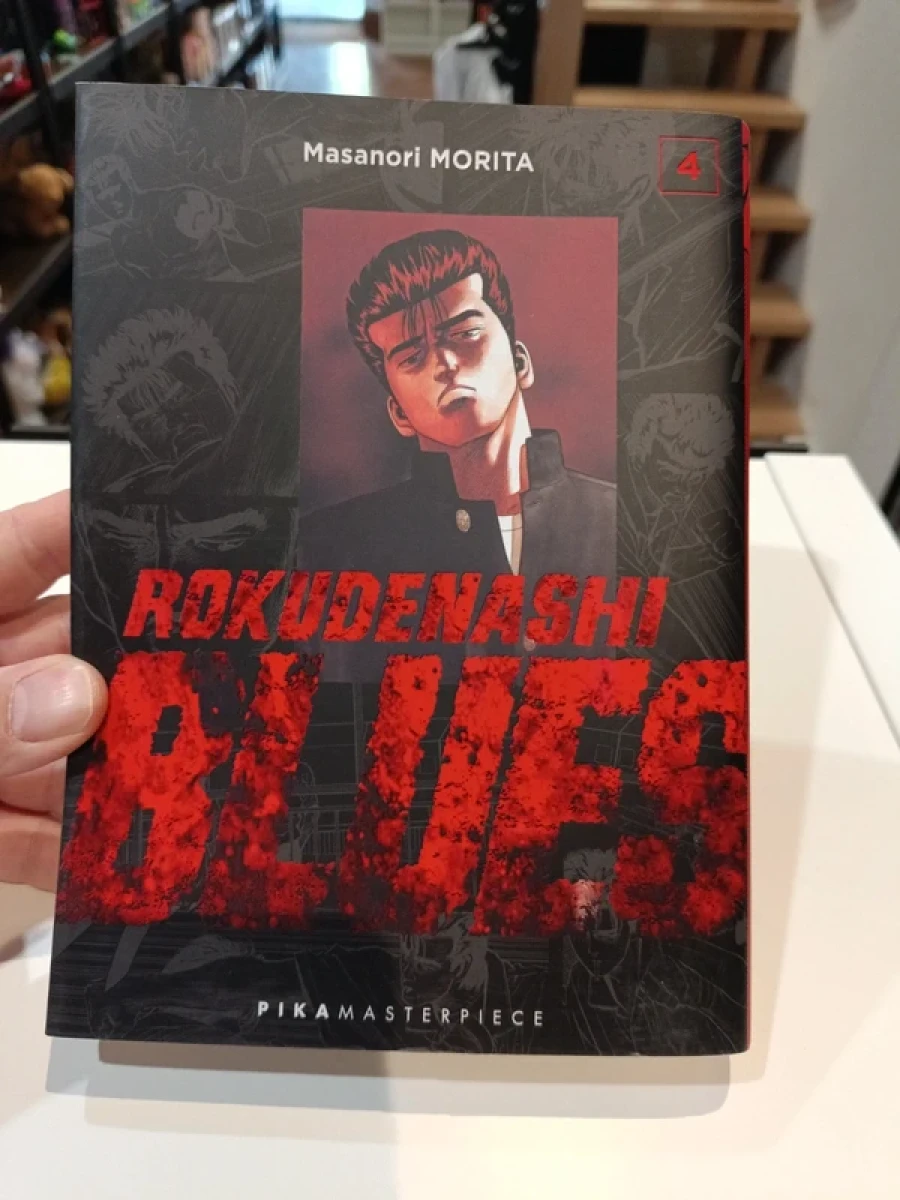 Masanori MORITA
4
ROKUDENASHI
BLUES
PIKAMASTERPIECE